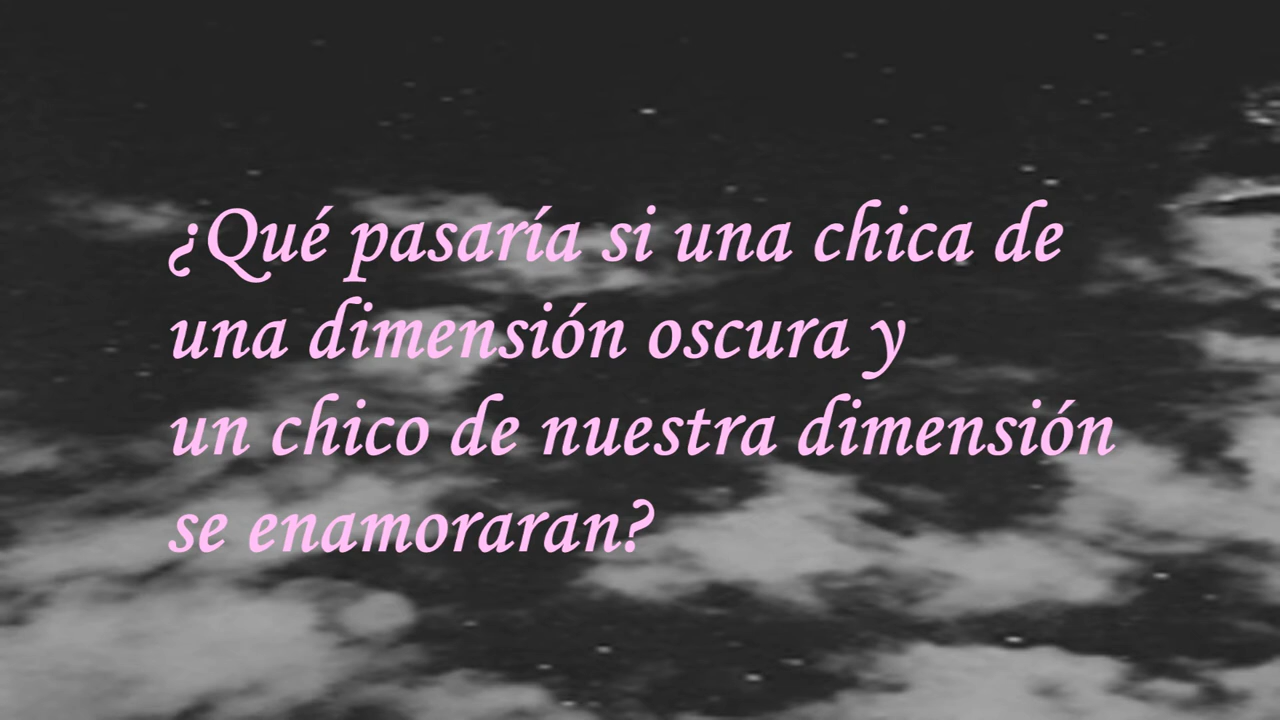 ¿Qué pasaría si una chica de
una dimensión oscura y
un chico de nuestra dimensión
se enamoraran?